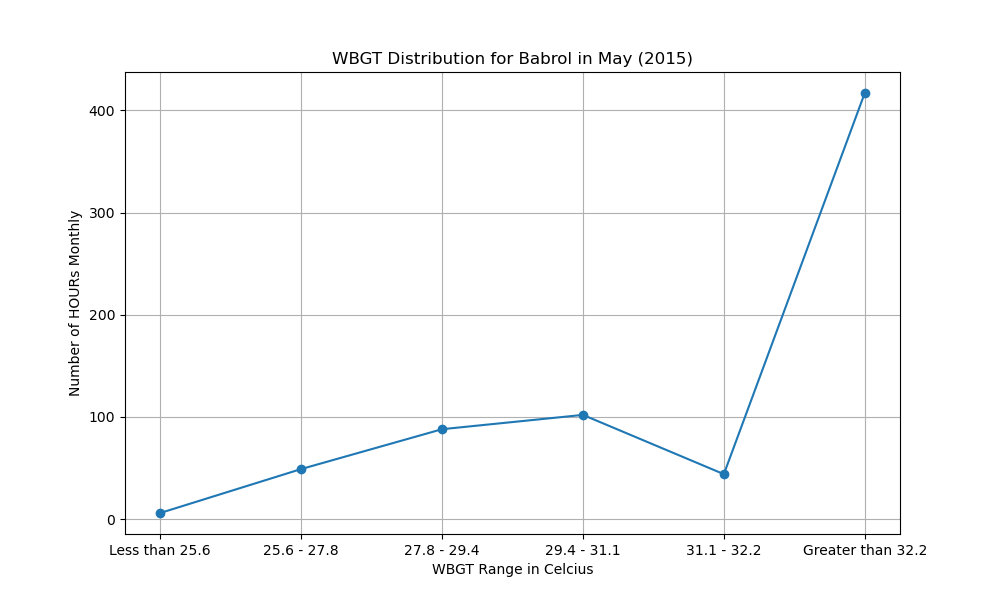 WBGT Distribution for Babrol in May (2015)
Number of HOURs Monthly
400
300
200
100
0
Less than 25.6
25.6 - 27.8
27.8 - 29.4
29.4 - 31.1
31.1 - 32.2
Greater than 32.2
WBGT Range in Celcius